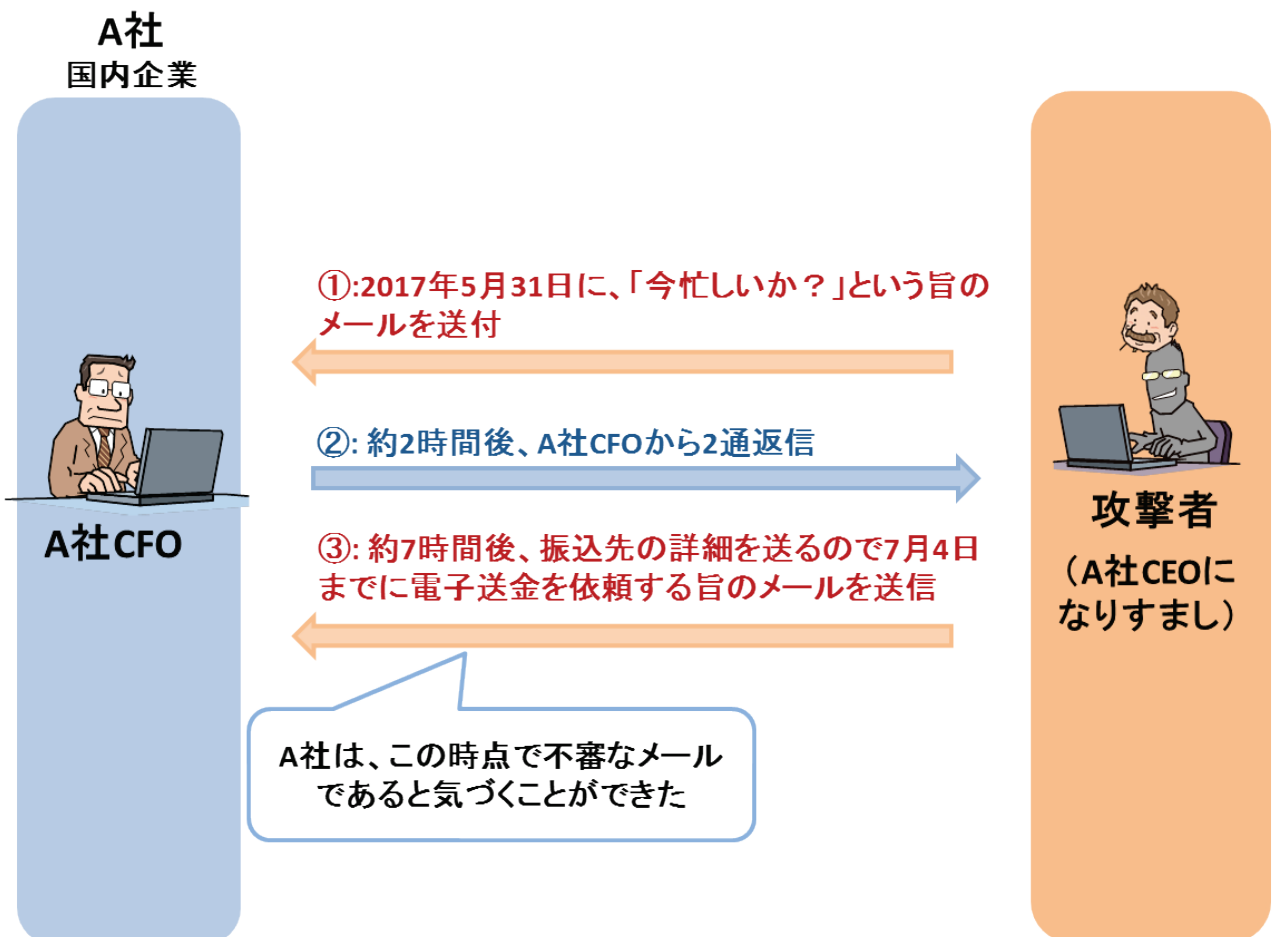 A社
国内企業
①:2017年5月31日に、「今忙しいか？」という旨の
メールを送付
②: 約2時間後、A社CFOから2通返信
A社CFO
攻撃者
（A社CEOに
なりすまし）
③: 約7時間後、振込先の詳細を送るので7月4日
までに電子送金を依頼する旨のメールを送信
A社は、この時点で不審なメール
であると気づくことができた